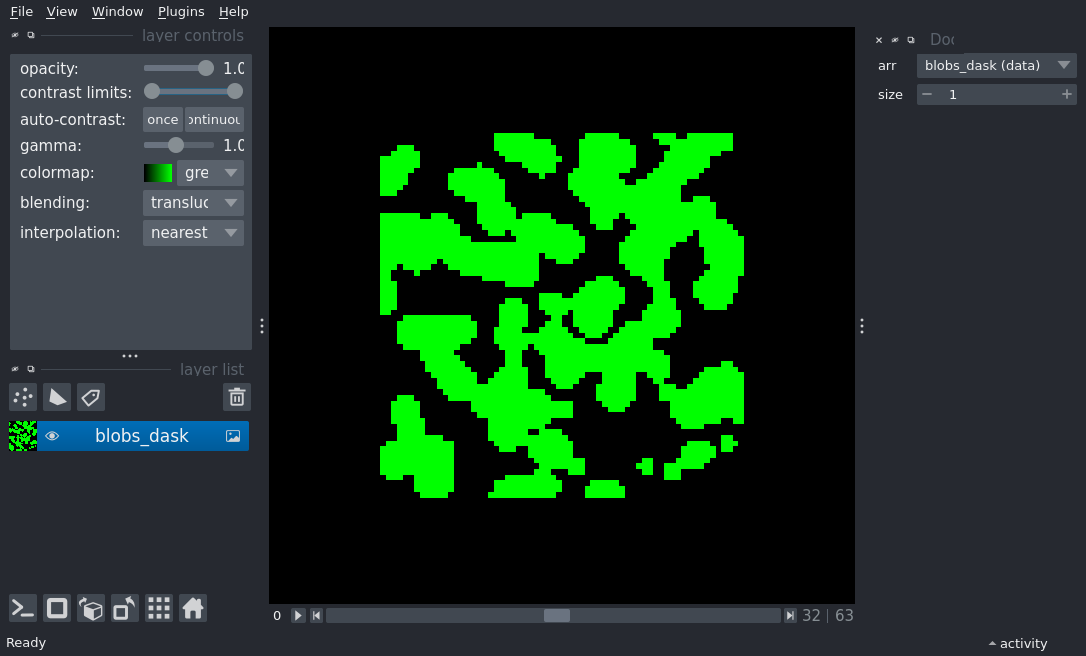 File View Window Plugins Help
layer controls
opacity: 1.0
contrast limits:
auto-contrast: once ontinuou
gamma: 1.0
colormap: gre
blending: transluc
interpolation: nearest
layer list
blobs_dask
Ready
0 32 | 63
Doc
arr blobs_dask (data)
size 1
activity